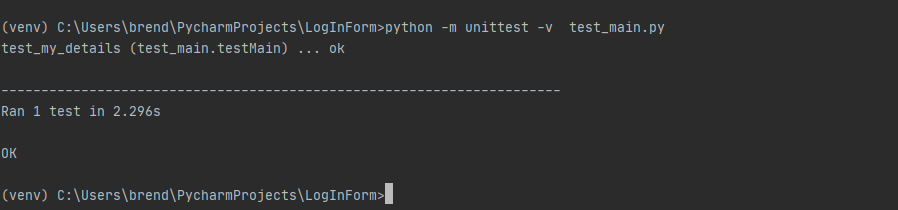 (venv) C:\Users\brend\PycharmProjects\LogInForm>python -m unittest -v  test_main.py
test_my_details (test_main.testMain) ... ok
----------------------------------------------------------------------
Ran 1 test in 2.296s
OK
(venv) C:\Users\brend\PycharmProjects\LogInForm>